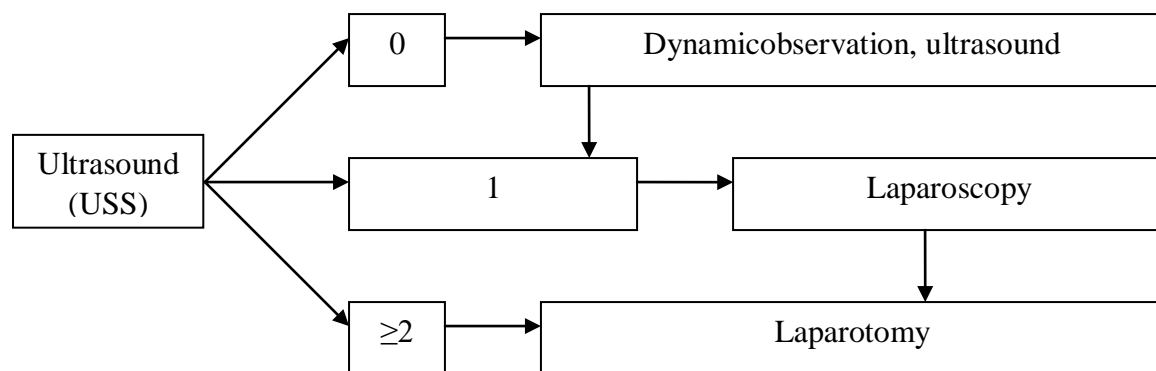 0
Dynamicobservation, ultrasound
Ultrasound
(USS)
1
Laparoscopy
≥2
Laparotomy